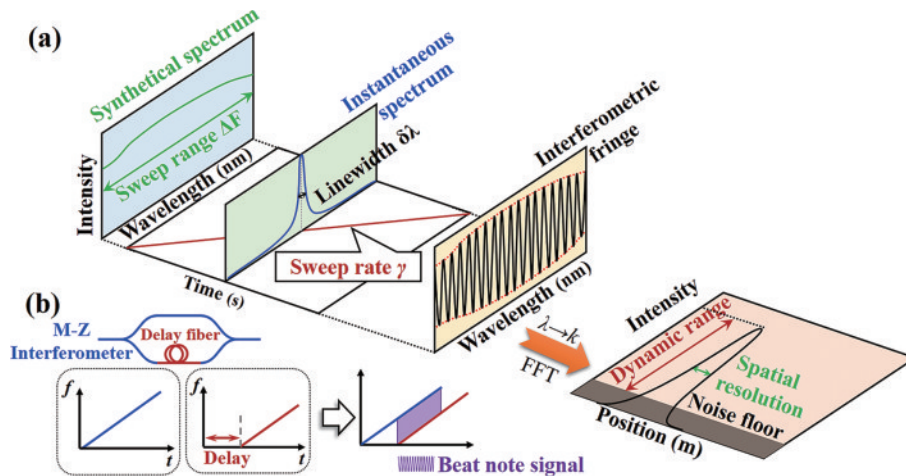 (a)
Synthetical spectrum
Sweep range ΔF
Intensity
Wavelength (nm)
Instantaneous
spectrum
Linewidth δλ
Sweep rate γ
Time (s)
Interferometric
fringe
Wavelength (nm)
λ→k
FFT
Intensity
Dynamic range
Spatial
resolution
Noise floor
Position (m)
(b)
M-Z
Interferometer
Delay fiber
f
t
f
Delay
t
Beat note signal